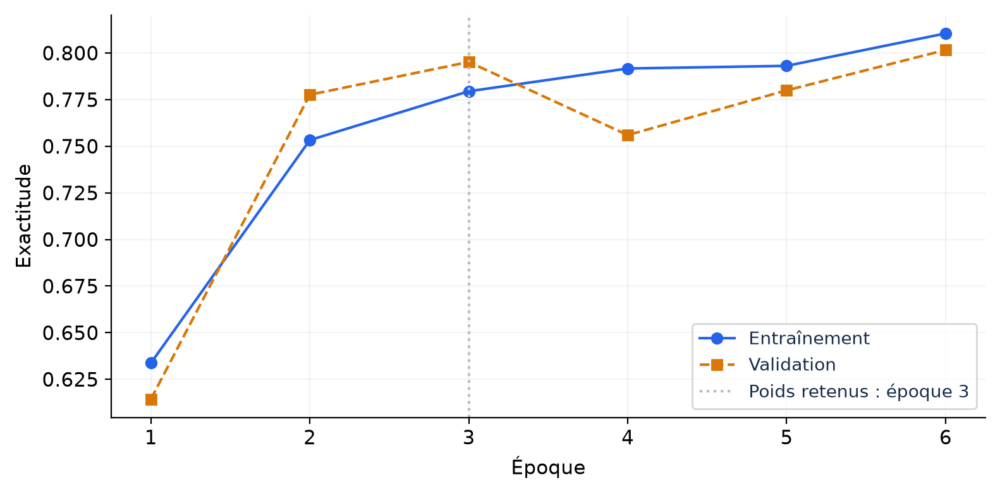 Exactitude
0.800
0.775
0.750
0.725
0.700
0.675
0.650
0.625
1 2 3 4 5 6
Époque
Entraînement
Validation
Poids retenus : époque 3